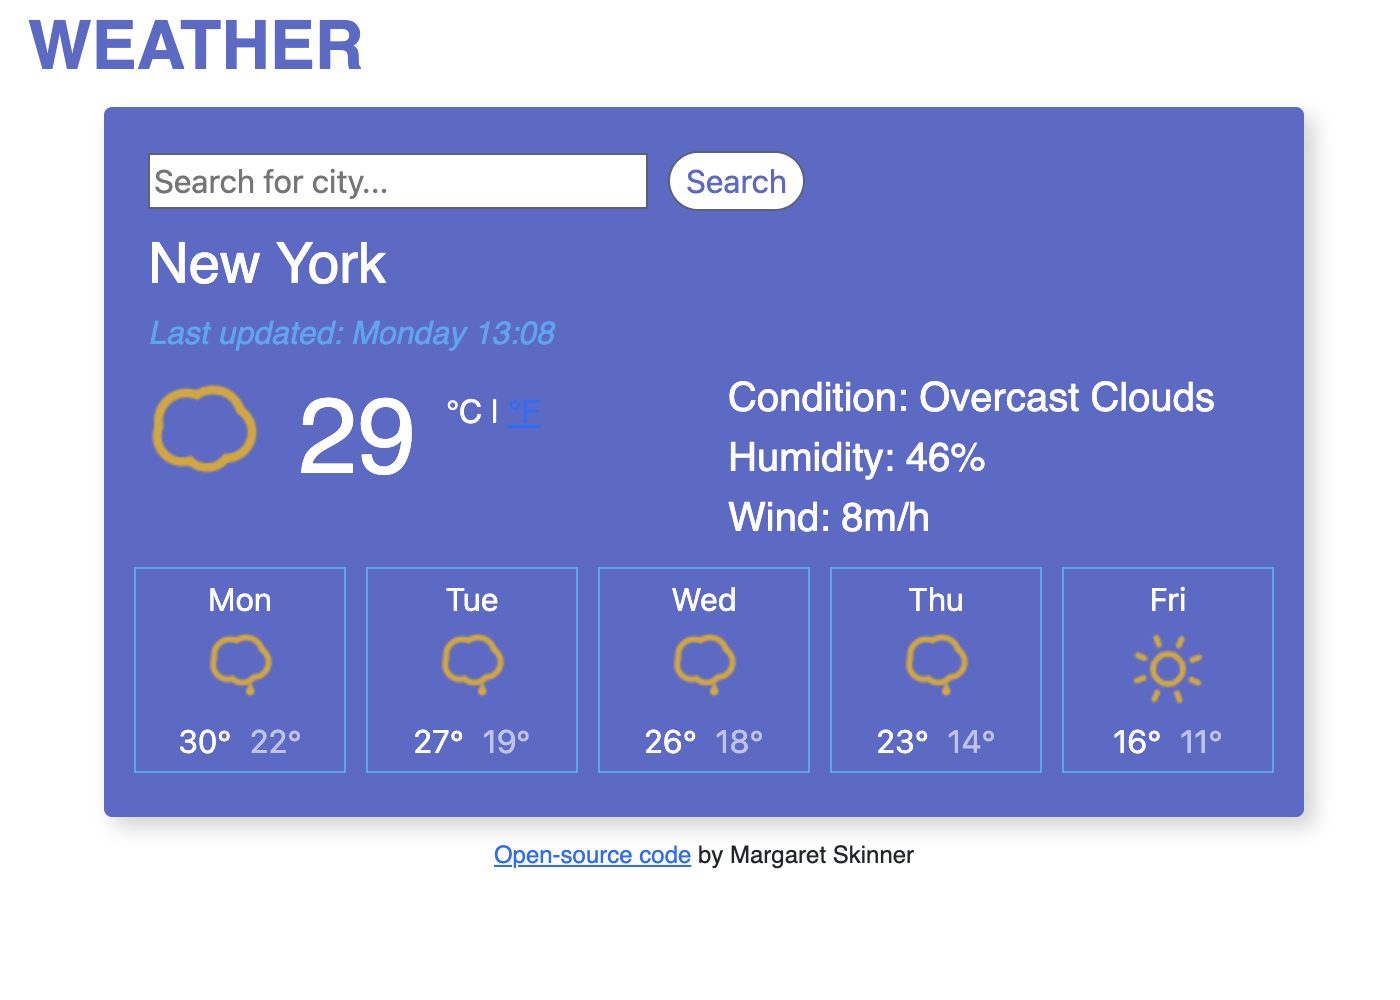 WEATHER
Search for city...
Search
New York
Last updated: Monday 13:08
29
°C | °F
Condition: Overcast Clouds
Humidity: 46%
Wind: 8m/h
Mon
30° 22°
Tue
27° 19°
Wed
26° 18°
Thu
23° 14°
Fri
16° 11°
Open-source code by Margaret Skinner